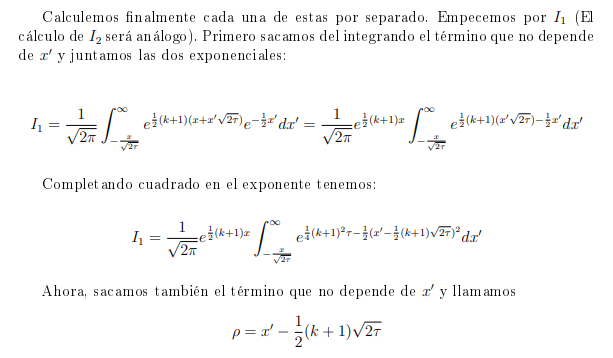 Calculemos finalmente cada una de estas por separado. Empecemos por $I_1$ (El
cálculo de $I_2$ será análogo). Primero sacamos del integrando el término que no depende
de $x'$ y juntamos las dos exponenciales:
$I_1 = \frac{1}{\sqrt{2\pi}} \int_{-\frac{x}{\sqrt{2\tau}}}^{\infty} e^{\frac{1}{2}(k+1)(x+x'\sqrt{2\tau})} e^{-\frac{1}{2}x'} dx' = \frac{1}{\sqrt{2\pi}} e^{\frac{1}{2}(k+1)x} \int_{-\frac{x}{\sqrt{2\tau}}}^{\infty} e^{\frac{1}{2}(k+1)(x'\sqrt{2\tau})-\frac{1}{2}x'} dx'$
Completando cuadrado en el exponente tenemos:
$I_1 = \frac{1}{\sqrt{2\pi}} e^{\frac{1}{2}(k+1)x} \int_{-\frac{x}{\sqrt{2\tau}}}^{\infty} e^{\frac{1}{4}(k+1)^2\tau-\frac{1}{2}(x'-\frac{1}{2}(k+1)\sqrt{2\tau})^2} dx'$
Ahora, sacamos también el término que no depende de $x'$ y llamamos
$\rho = x' - \frac{1}{2}(k+1)\sqrt{2\tau}$